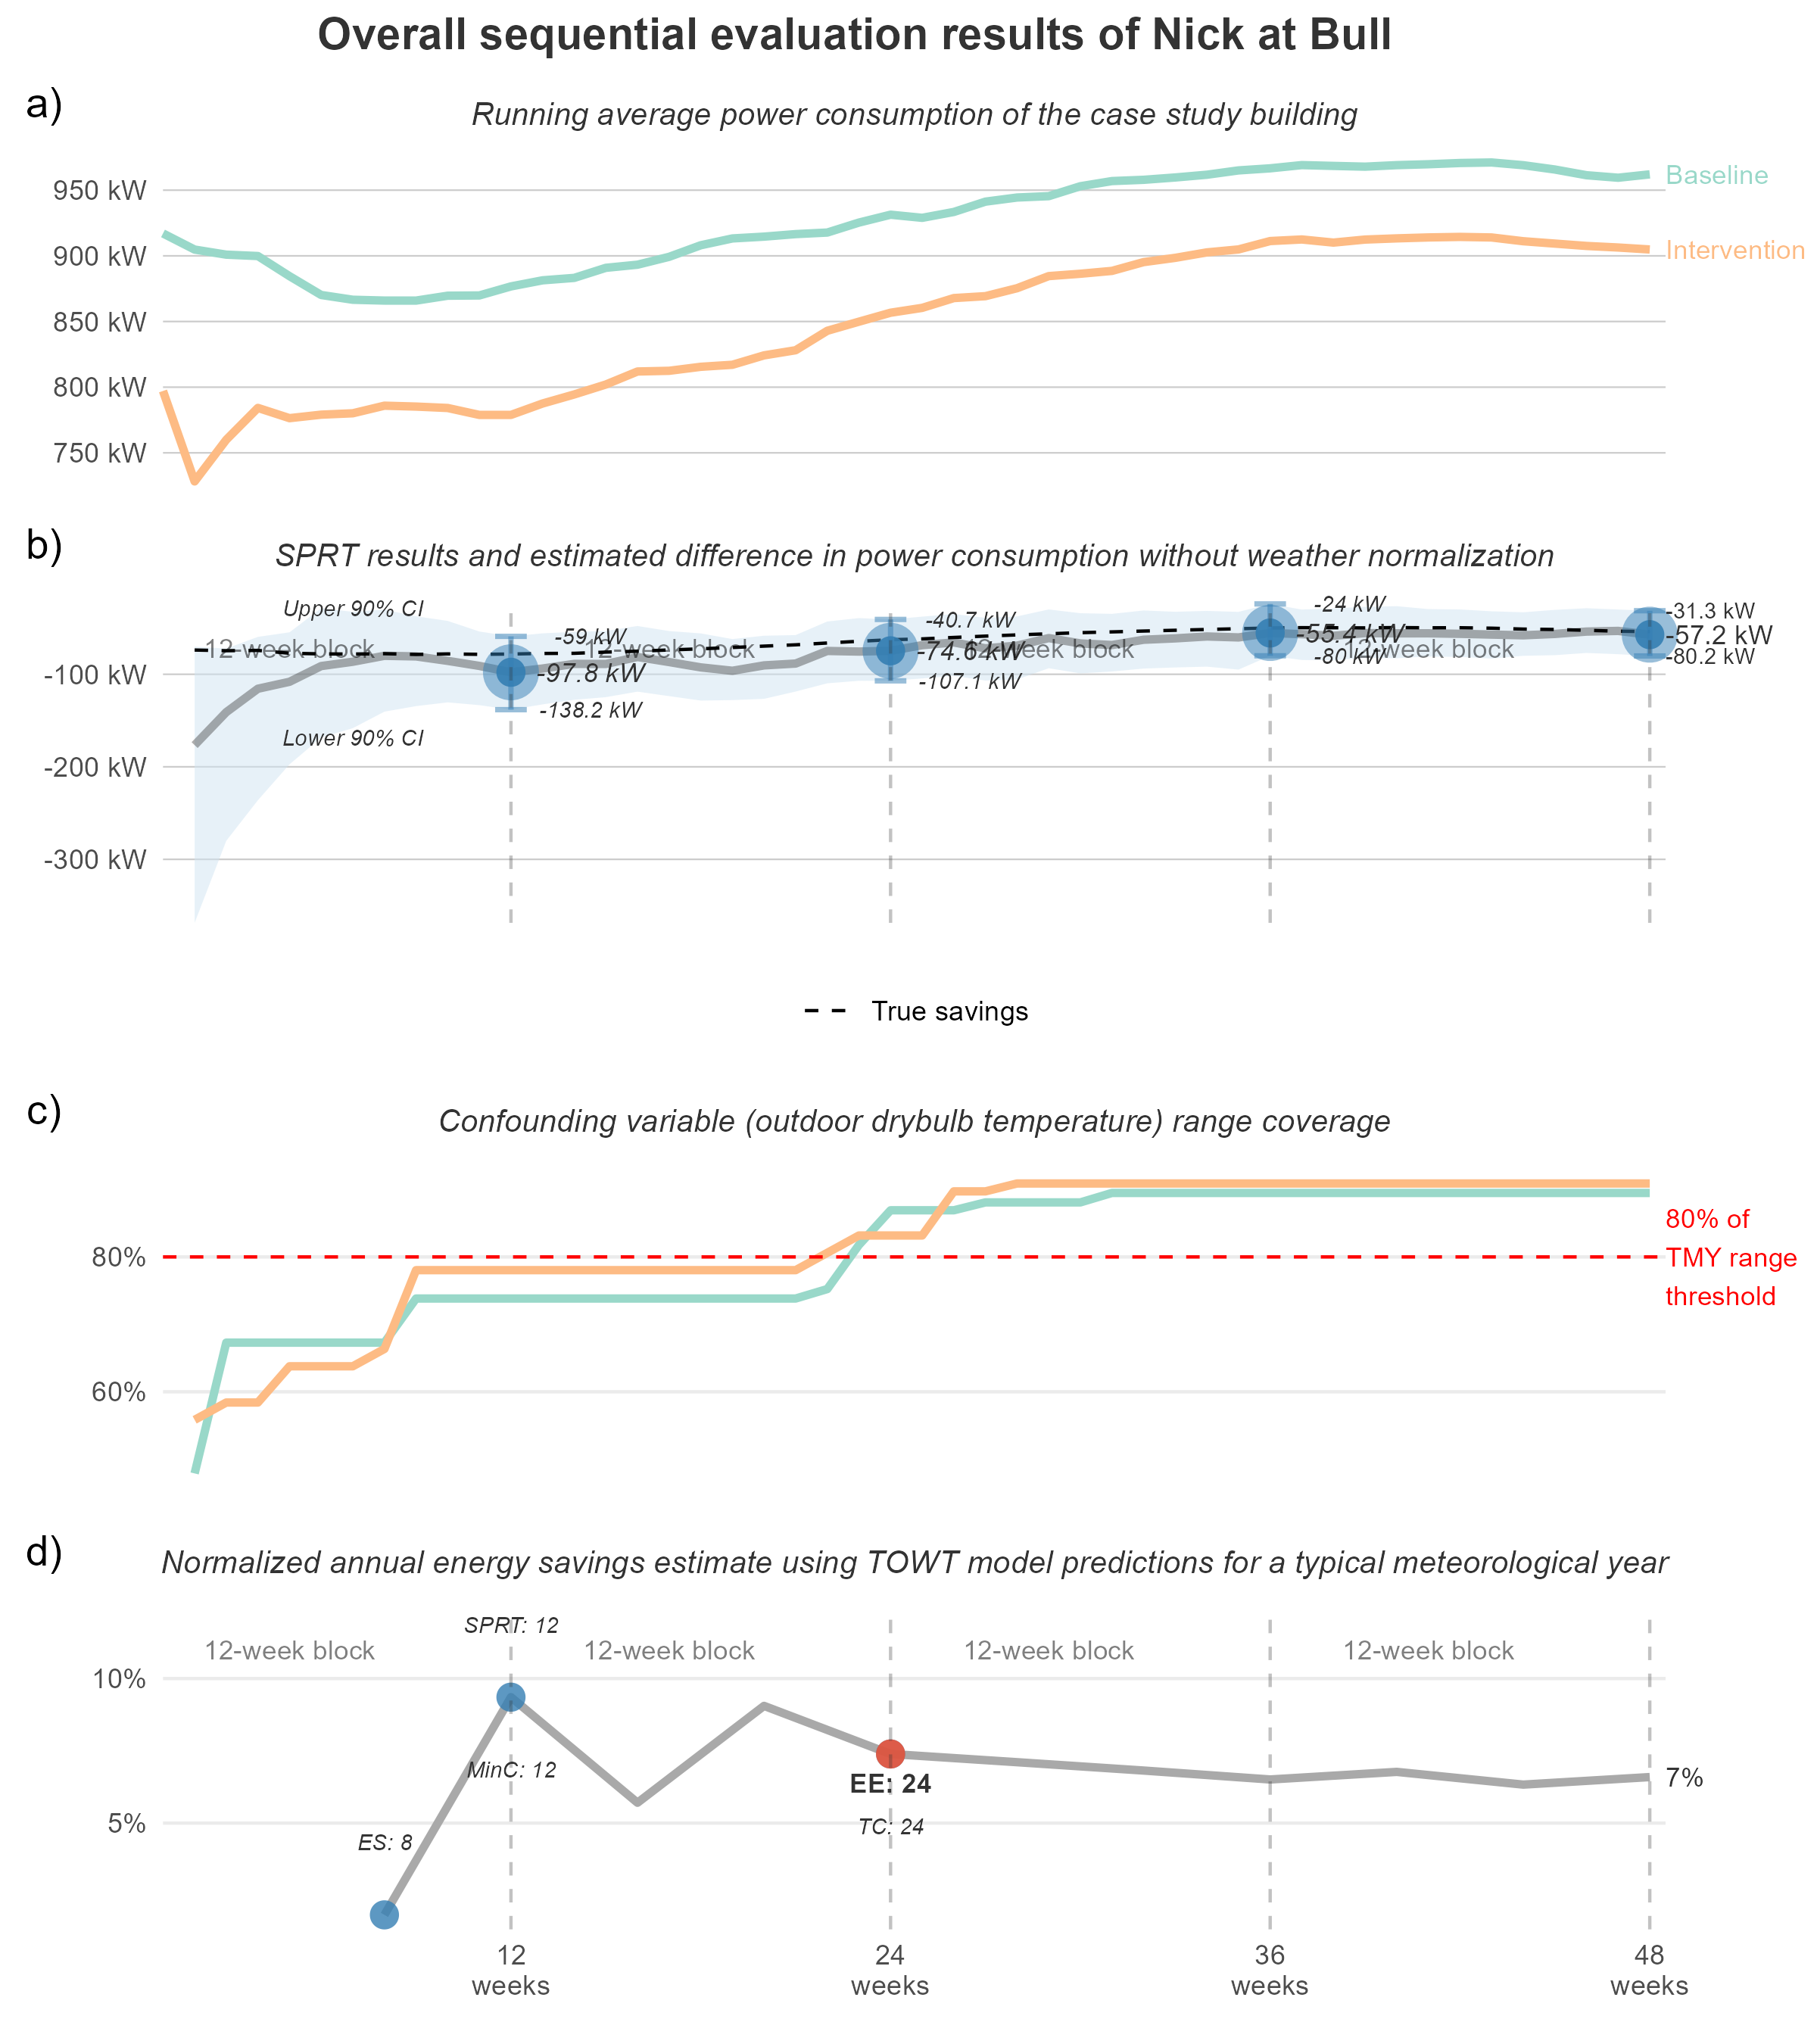 Overall sequential evaluation results of Nick at Bull
a)
Running average power consumption of the case study building
950 kW
900 kW
850 kW
800 kW
750 kW
Baseline
Intervention
b)
SPRT results and estimated difference in power consumption without weather normalization
Upper 90% CI
Lower 90% CI
12-week block
12-week block
12-week block
12-week block
-59 kW
-97.8 kW
-138.2 kW
-40.7 kW
-74.6 kW
-107.1 kW
-24 kW
-55.4 kW
-80 kW
-31.3 kW
-57.2 kW
-80.2 kW
-100 kW
-200 kW
-300 kW
True savings
c)
Confounding variable (outdoor drybulb temperature) range coverage
80%
60%
80% of
TMY range
threshold
d)
Normalized annual energy savings estimate using TOWT model predictions for a typical meteorological year
SPRT: 12
12-week block
12-week block
12-week block
12-week block
10%
5%
MinC: 12
ES: 8
EE: 24
TC: 24
7%
12
weeks
24
weeks
36
weeks
48
weeks